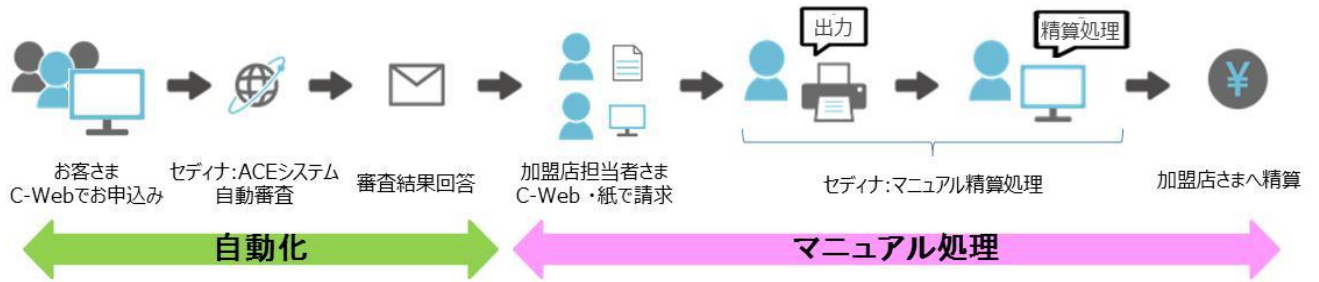 出力
精算処理
お客さま
C-Webでお申込み
セディナ:ACEシステム
自動審査
審査結果回答
加盟店担当者さま
C-Web ・紙で請求
セディナ:マニュアル精算処理
加盟店さまへ精算
自動化
マニュアル処理